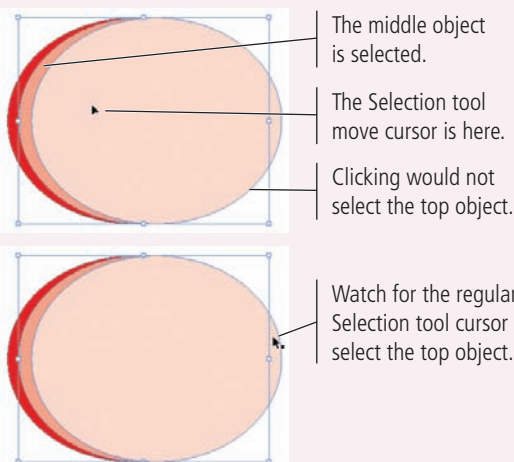 The middle object
is selected.
The Selection tool
move cursor is here.
Clicking would not
select the top object.
Watch for the regular
Selection tool cursor
select the top object.